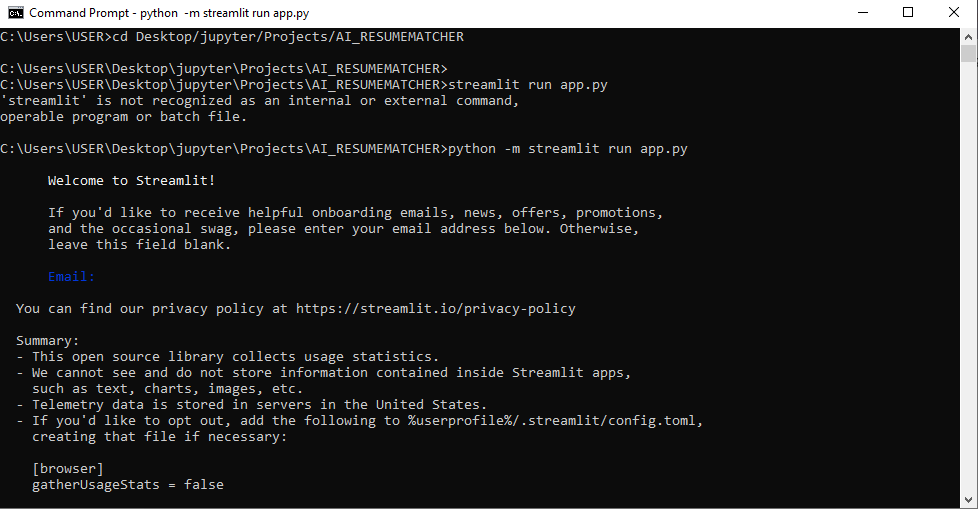 Command Prompt - python  -m streamlit run app.py
C:\Users\USER>cd Desktop/jupyter/Projects/AI_RESUMEMATCHER
C:\Users\USER\Desktop\jupyter\Projects\AI_RESUMEMATCHER>
C:\Users\USER\Desktop\jupyter\Projects\AI_RESUMEMATCHER>streamlit run app.py
'streamlit' is not recognized as an internal or external command,
operable program or batch file.
C:\Users\USER\Desktop\jupyter\Projects\AI_RESUMEMATCHER>python -m streamlit run app.py
Welcome to Streamlit!
If you'd like to receive helpful onboarding emails, news, offers, promotions,
and the occasional swag, please enter your email address below. Otherwise,
leave this field blank.
Email:
You can find our privacy policy at https://streamlit.io/privacy-policy
Summary:
- This open source library collects usage statistics.
- We cannot see and do not store information contained inside Streamlit apps,
such as text, charts, images, etc.
- Telemetry data is stored in servers in the United States.
- If you'd like to opt out, add the following to %userprofile%/.streamlit/config.toml,
creating that file if necessary:
[browser]
gatherUsageStats = false